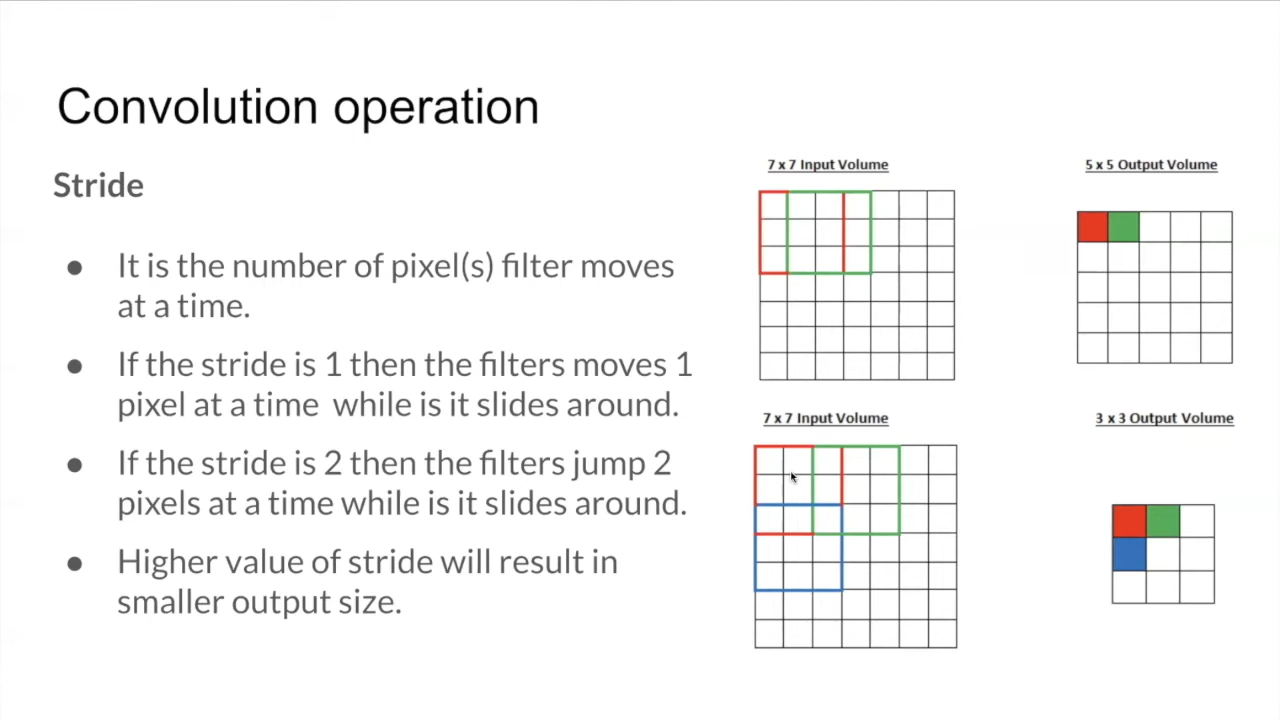 Convolution operation
Stride
● It is the number of pixel(s) filter moves
at a time.
● If the stride is 1 then the filters moves 1
pixel at a time while is it slides around.
● If the stride is 2 then the filters jump 2
pixels at a time while is it slides around.
● Higher value of stride will result in
smaller output size.
7 x 7 Input Volume
5 x 5 Output Volume
7 x 7 Input Volume
3 x 3 Output Volume